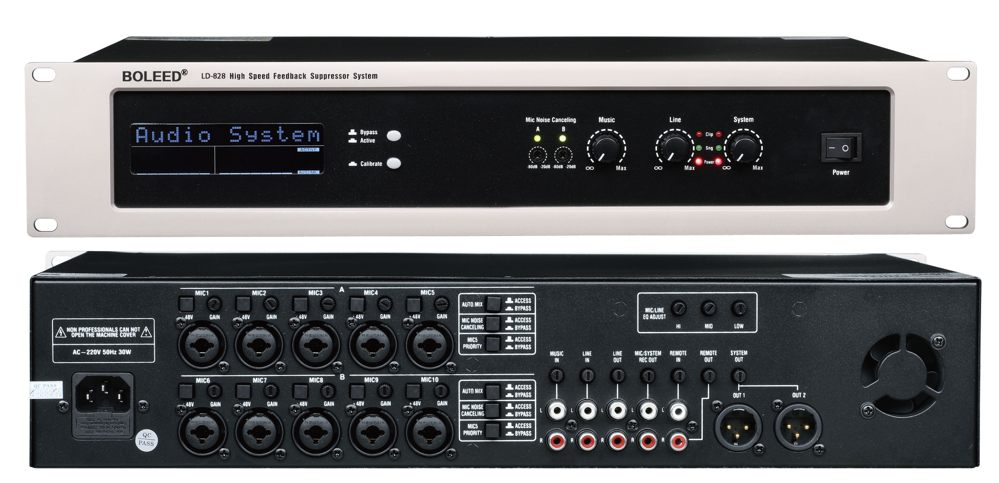 BOLEED® LD-828 High Speed Feedback Suppressor System
Audio System
ACTIVE
AUTO MIC
Bypass
Active
Calibrate
Mic Noise Canceling
A B
-80dB -20dB -80dB -20dB
Music
∞ Max
Line
∞ Max
Clip
Sng
Power
System
∞ Max
Power
NON PROFESSIONALS CAN NOT
OPEN THE MACHINE COVER
AC~220V 50Hz 30W
QC PASS
QC
PASS
A
MIC1 MIC2 MIC3 MIC4 MIC5
+48V GAIN +48V GAIN +48V GAIN +48V GAIN +48V GAIN
NEUTRIK NEUTRIK NEUTRIK NEUTRIK NEUTRIK
AUTO MIX ACCESS
BYPASS
MIC NOISE
CANCELING ACCESS
BYPASS
MIC5
PRIORITY ACCESS
BYPASS
B
MIC6 MIC7 MIC8 MIC9 MIC10
+48V GAIN +48V GAIN +48V GAIN +48V GAIN +48V GAIN
NEUTRIK NEUTRIK NEUTRIK NEUTRIK NEUTRIK
AUTO MIX ACCESS
BYPASS
MIC NOISE
CANCELING ACCESS
BYPASS
MIC5
PRIORITY ACCESS
BYPASS
MIC/LINE
EQ ADJUST
HI MID LOW
MUSIC
IN
LINE
IN
LINE
OUT
MIC/SYSTEM
REC OUT
REMOTE
IN
REMOTE
OUT
SYSTEM
OUT
OUT 1 OUT 2
L L L L L
R R R R R